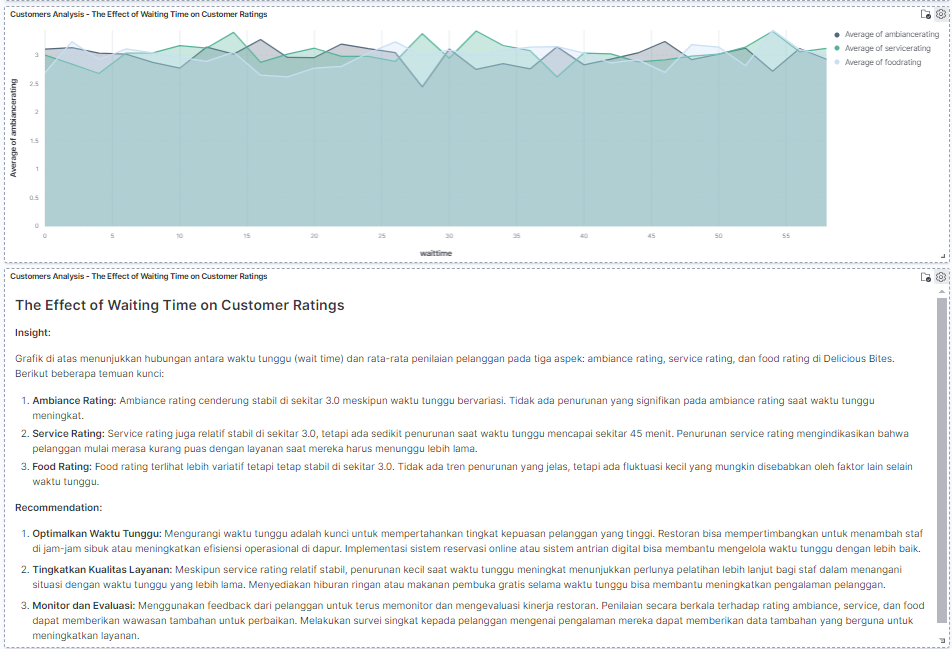 Customers Analysis - The Effect of Waiting Time on Customer Ratings
Average of ambiancerating
Average of servicerating
Average of foodrating
Average of ambiancerating
3
2.5
2
1.5
1
0.5
0
0 5 10 15 20 25 30 35 40 45 50 55
waittime
Customers Analysis - The Effect of Waiting Time on Customer Ratings
The Effect of Waiting Time on Customer Ratings
Insight:
Grafik di atas menunjukkan hubungan antara waktu tunggu (wait time) dan rata-rata penilaian pelanggan pada tiga aspek: ambiance rating, service rating, dan food rating di Delicious Bites.
Berikut beberapa temuan kunci:
1. Ambiance Rating: Ambiance rating cenderung stabil di sekitar 3.0 meskipun waktu tunggu bervariasi. Tidak ada penurunan yang signifikan pada ambiance rating saat waktu tunggu
meningkat.
2. Service Rating: Service rating juga relatif stabil di sekitar 3.0, tetapi ada sedikit penurunan saat waktu tunggu mencapai sekitar 45 menit. Penurunan service rating mengindikasikan bahwa
pelanggan mulai merasa kurang puas dengan layanan saat mereka harus menunggu lebih lama.
3. Food Rating: Food rating terlihat lebih variatif tetapi tetap stabil di sekitar 3.0. Tidak ada tren penurunan yang jelas, tetapi ada fluktuasi kecil yang mungkin disebabkan oleh faktor lain selain
waktu tunggu.
Recommendation:
1. Optimalkan Waktu Tunggu: Mengurangi waktu tunggu adalah kunci untuk mempertahankan tingkat kepuasan pelanggan yang tinggi. Restoran bisa mempertimbangkan untuk menambah staf
di jam-jam sibuk atau meningkatkan efisiensi operasional di dapur. Implementasi sistem reservasi online atau sistem antrian digital bisa membantu mengelola waktu tunggu dengan lebih baik.
2. Tingkatkan Kualitas Layanan: Meskipun service rating relatif stabil, penurunan kecil saat waktu tunggu meningkat menunjukkan perlunya pelatihan lebih lanjut bagi staf dalam menangani
situasi dengan waktu tunggu yang lebih lama. Menyediakan hiburan ringan atau makanan pembuka gratis selama waktu tunggu bisa membantu meningkatkan pengalaman pelanggan.
3. Monitor dan Evaluasi: Menggunakan feedback dari pelanggan untuk terus memonitor dan mengevaluasi kinerja restoran. Penilaian secara berkala terhadap rating ambiance, service, dan food
dapat memberikan wawasan tambahan untuk perbaikan. Melakukan survei singkat kepada pelanggan mengenai pengalaman mereka dapat memberikan data tambahan yang berguna untuk
meningkatkan layanan.